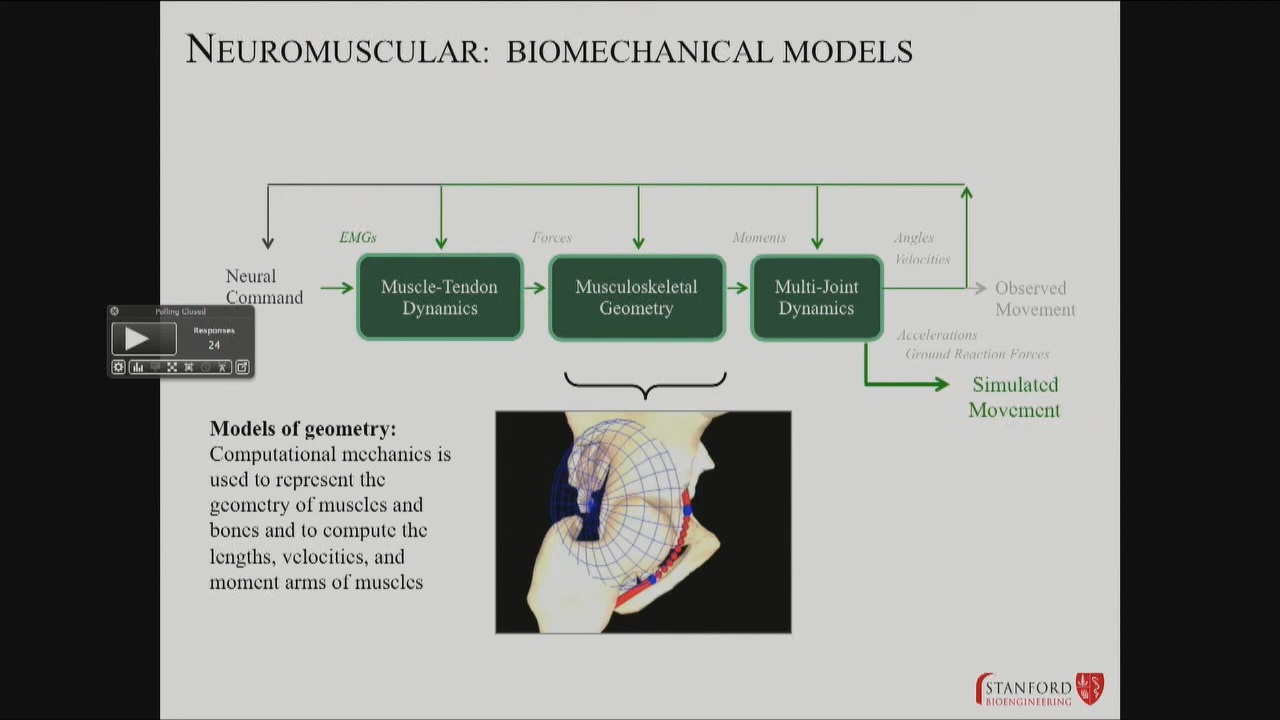 NEUROMUSCULAR: BIOMECHANICAL MODELS
EMGs
Forces
Moments
Angles
Velocities
Neural
Command
Muscle-Tendon
Dynamics
Musculoskeletal
Geometry
Multi-Joint
Dynamics
Observed
Movement
Accelerations
Ground Reaction Forces
Simulated
Movement
Polling Closed
Responses
24
Models of geometry:
Computational mechanics is
used to represent the
geometry of muscles and
bones and to compute the
lengths, velocities, and
moment arms of muscles
STANFORD
BIOENGINEERING